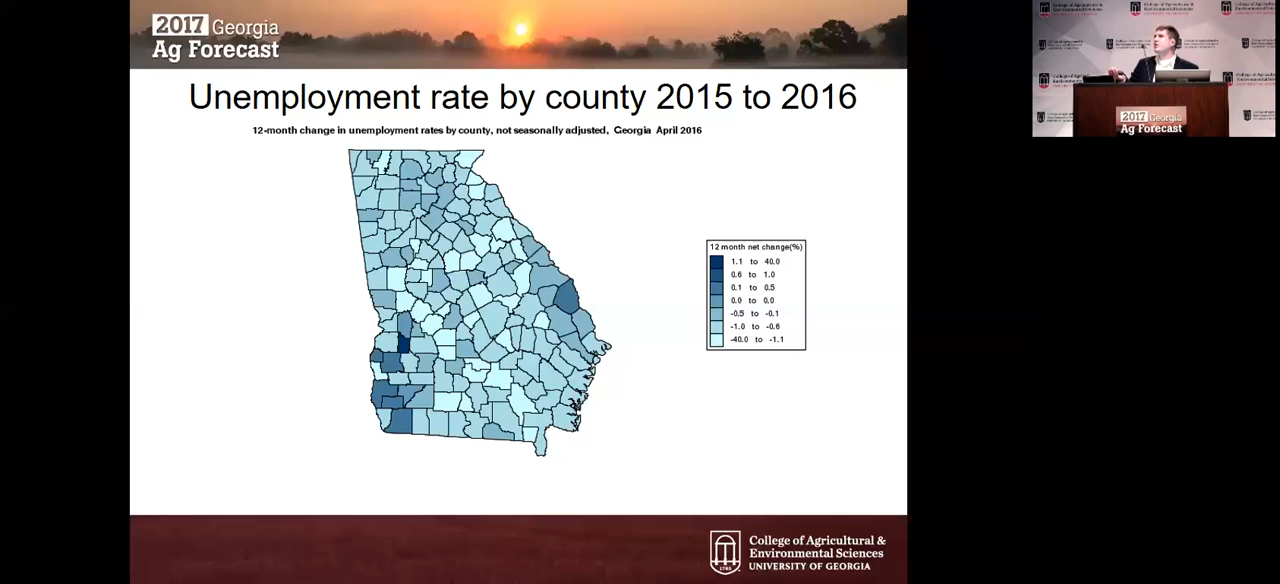 2017 Georgia
Ag Forecast
Unemployment rate by county 2015 to 2016
12-month change in unemployment rates by county, not seasonally adjusted, Georgia April 2016
12 month net change(%)
1.1 to 40.0
0.6 to 1.0
0.1 to 0.5
0.0 to 0.0
-0.5 to -0.1
-1.0 to -0.6
-40.0 to -1.1
1785
College of Agricultural &
Environmental Sciences
UNIVERSITY OF GEORGIA
2017 Georgia
Ag Forecast